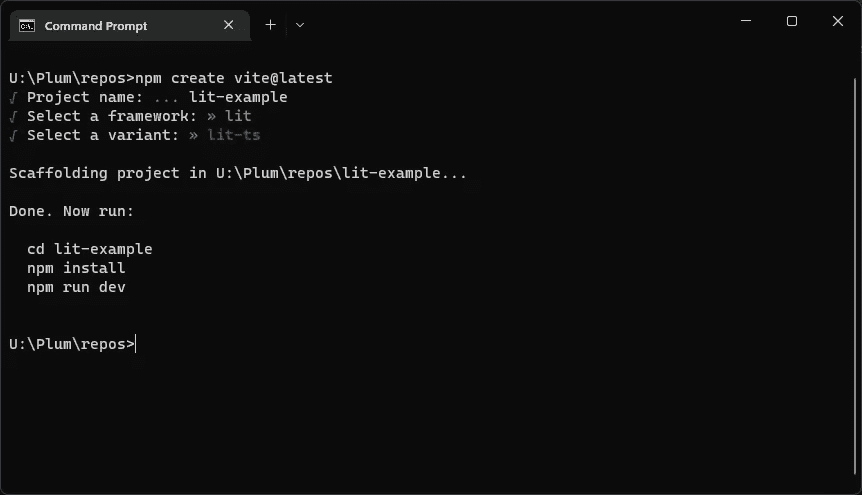 Command Prompt
U:\Plum\repos>npm create vite@latest
√ Project name: ... lit-example
√ Select a framework: » lit
√ Select a variant: » lit-ts
Scaffolding project in U:\Plum\repos\lit-example...
Done. Now run:
cd lit-example
npm install
npm run dev
U:\Plum\repos>